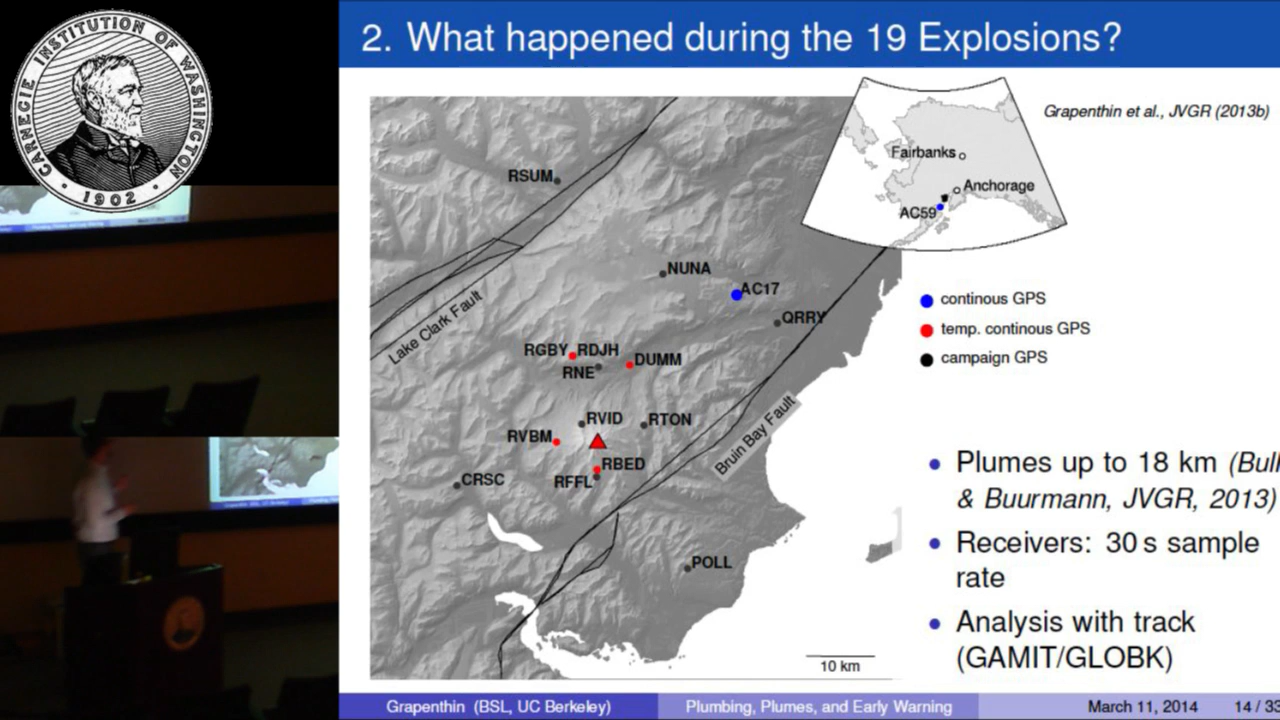 CARNEGIE INSTITUTION OF WASHINGTON
1902
2. What happened during the 19 Explosions?
Grapenthin et al., JVGR (2013b)
Fairbanks
Anchorage
AC59
RSUM
NUNA
AC17
QRRY
Lake Clark Fault
RGBY RDJH
DUMM
RNE
RVID
RTON
RVBM
Bruin Bay Fault
RBED
RFFL
CRSC
POLL
10 km
continous GPS
temp. continous GPS
campaign GPS
Plumes up to 18 km (Bull
& Buurmann, JVGR, 2013)
Receivers: 30 s sample
rate
Analysis with track
(GAMIT/GLOBK)
Grapenthin (BSL, UC Berkeley)
Plumbing, Plumes, and Early Warning
March 11, 2014
14 / 33